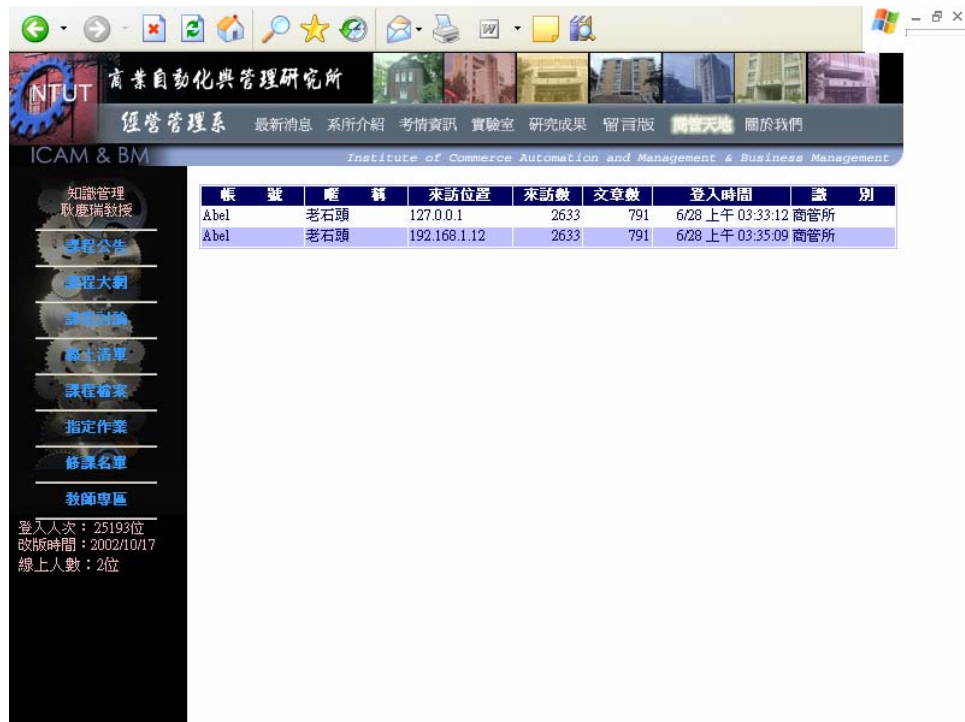 NTUT 商業自動化與管理研究所
經營管理系
最新消息 系所介紹 考情資訊 實驗室 研究成果 留言版 商管天地 關於我們
ICAM & BM
Institute of Commerce Automation and Management & Business Management
知識管理
耿慶瑞教授
課程公告
課程大綱
課程討論
線上清單
課程檔案
指定作業
修課名單
教師專區
登入人次：25193位
改版時間：2002/10/17
線上人數：2位
帳 號 暱 稱 來訪位置 來訪數 文章數 登入時間 識 別
Abel 老石頭 127.0.0.1 2633 791 6/28 上午 03:33:12 商管所
Abel 老石頭 192.168.1.12 2633 791 6/28 上午 03:35:09 商管所